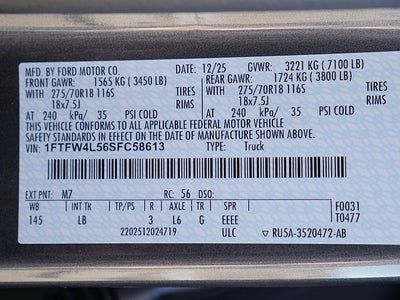 MFD. BY FORD MOTOR CO.
DATE: 12/25 GVWR: 3221 KG ( 7100 LB)
FRONT GAWR: 1565 KG ( 3450 LB) REAR GAWR: 1724 KG ( 3800 LB)
WITH 275/70R18 116S TIRES WITH 275/70R18 116S TIRES
18x7.5J RIMS 18x7.5J RIMS
AT 240 kPa/ 35 PSI COLD AT 240 kPa/ 35 PSI COLD
THIS VEHICLE CONFORMS TO ALL APPLICABLE FEDERAL MOTOR VEHICLE
SAFETY STANDARDS IN EFFECT ON THE DATE OF MANUFACTURE SHOWN ABOVE.
VIN: 1FTFW4L56SFC58613 TYPE: Truck
EXT PNT: M7 RC: 56 DSO:
WB INT TK TP/PS R AXLE TR SPR F0031
145 LB 3 L6 G EEEE T0477
2202512024719 ULC RU5A-3520472-AB